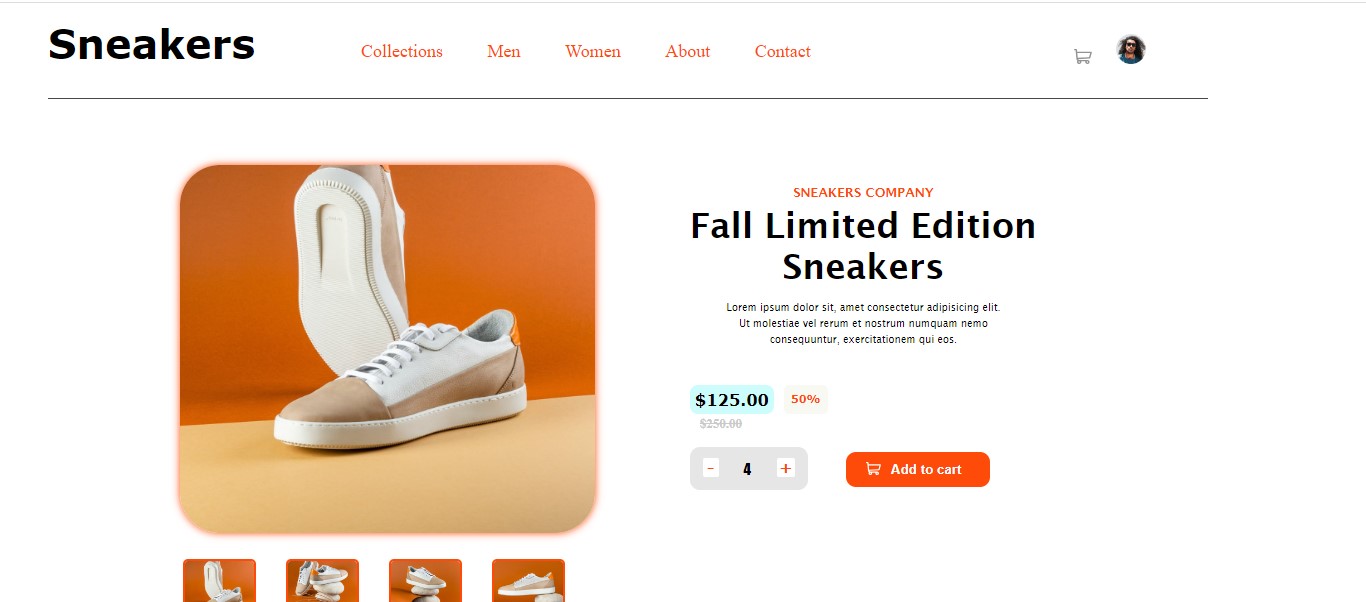 Sneakers
Collections Men Women About Contact
SNEAKERS COMPANY
Fall Limited Edition
Sneakers
Lorem ipsum dolor sit, amet consectetur adipisicing elit.
Ut molestiae vel rerum et nostrum numquam nemo
consequuntur, exercitationem qui eos.
$125.00 50%
$250.00
- 4 + Add to cart